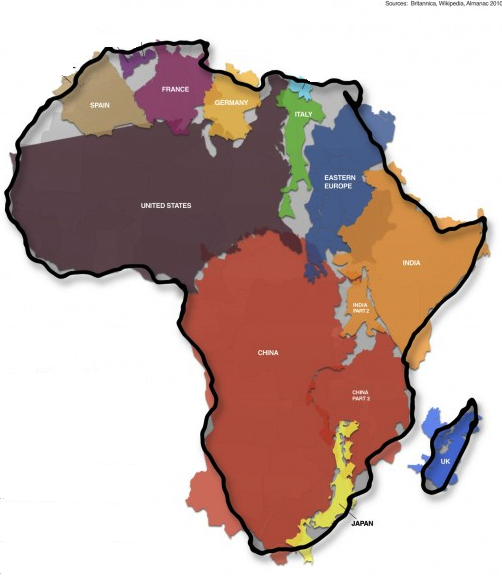 Sources: Britannica, Wikipedia, Almanac 2010
FRANCE
SPAIN
GERMANY
ITALY
EASTERN
EUROPE
UNITED STATES
INDIA
INDIA
PART 2
CHINA
CHINA
PART 3
UK
JAPAN